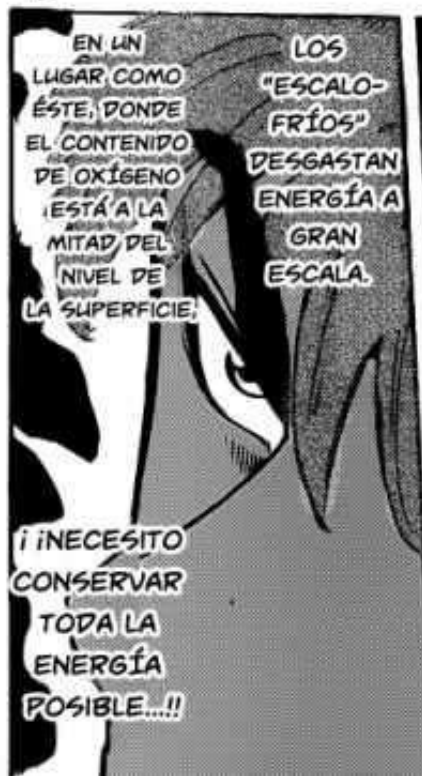 LOS
"ESCALO-
FRÍOS"
DESGASTAN
ENERGÍA A
GRAN
ESCALA.
EN UN
LUGAR COMO
ÉSTE, DONDE
EL CONTENIDO
DE OXÍGENO
ESTÁ A LA
MITAD DEL
NIVEL DE
LA SUPERFICIE,
¡ ¡NECESITO
CONSERVAR
TODA LA
ENERGÍA
POSIBLE...!!